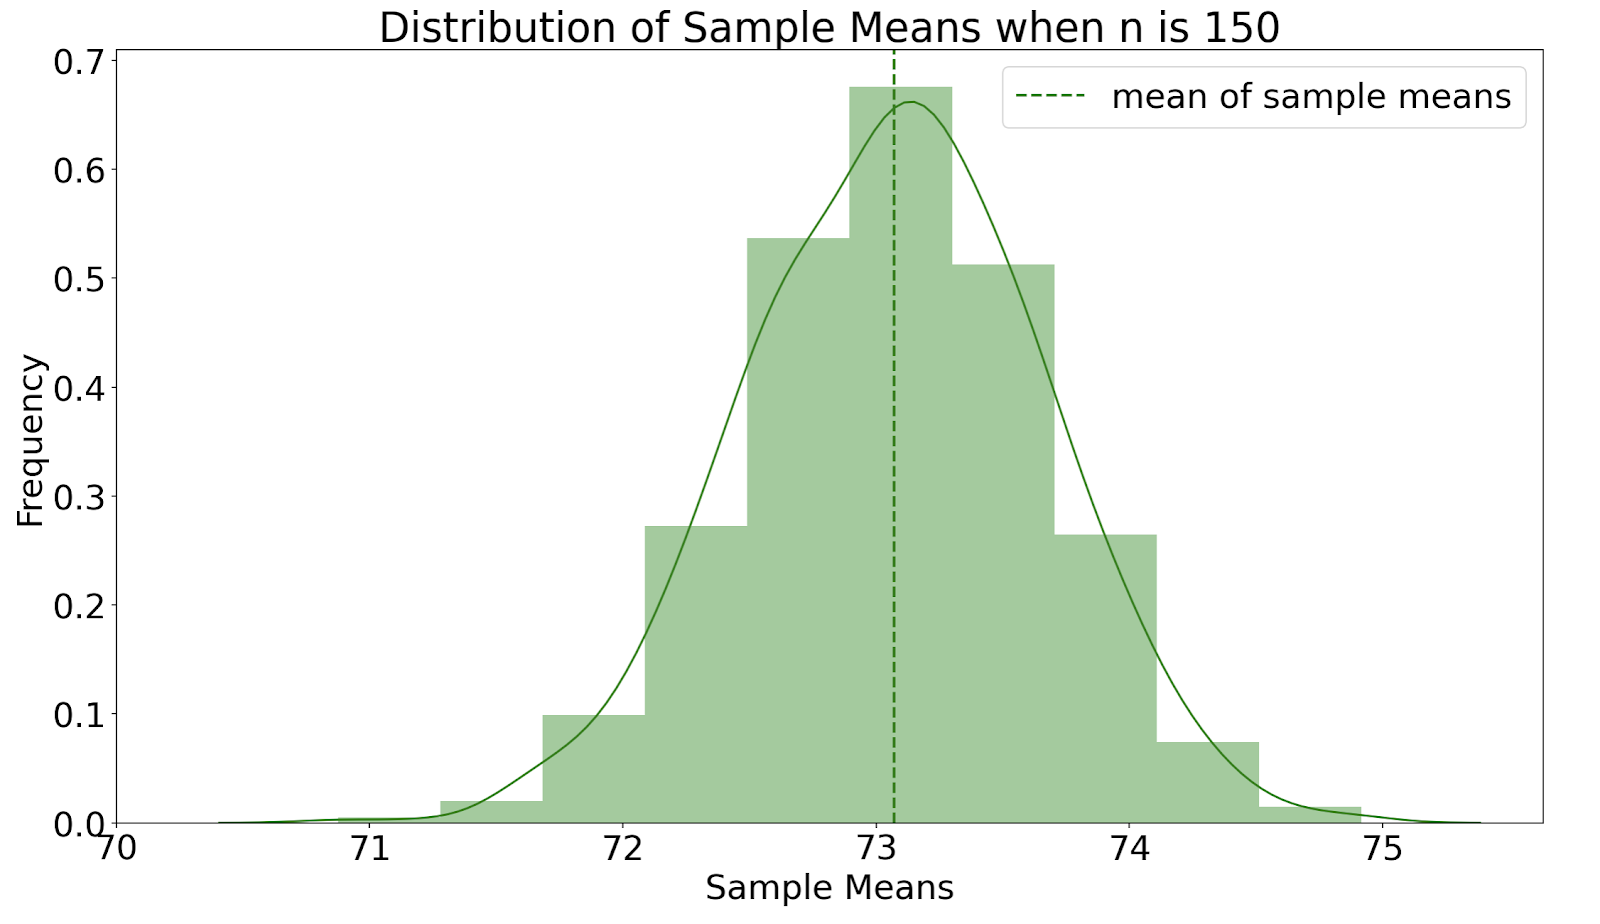 Distribution of Sample Means when n is 150
mean of sample means
Frequency
0.7
0.6
0.5
0.4
0.3
0.2
0.1
0.0
70 71 72 73 74 75
Sample Means